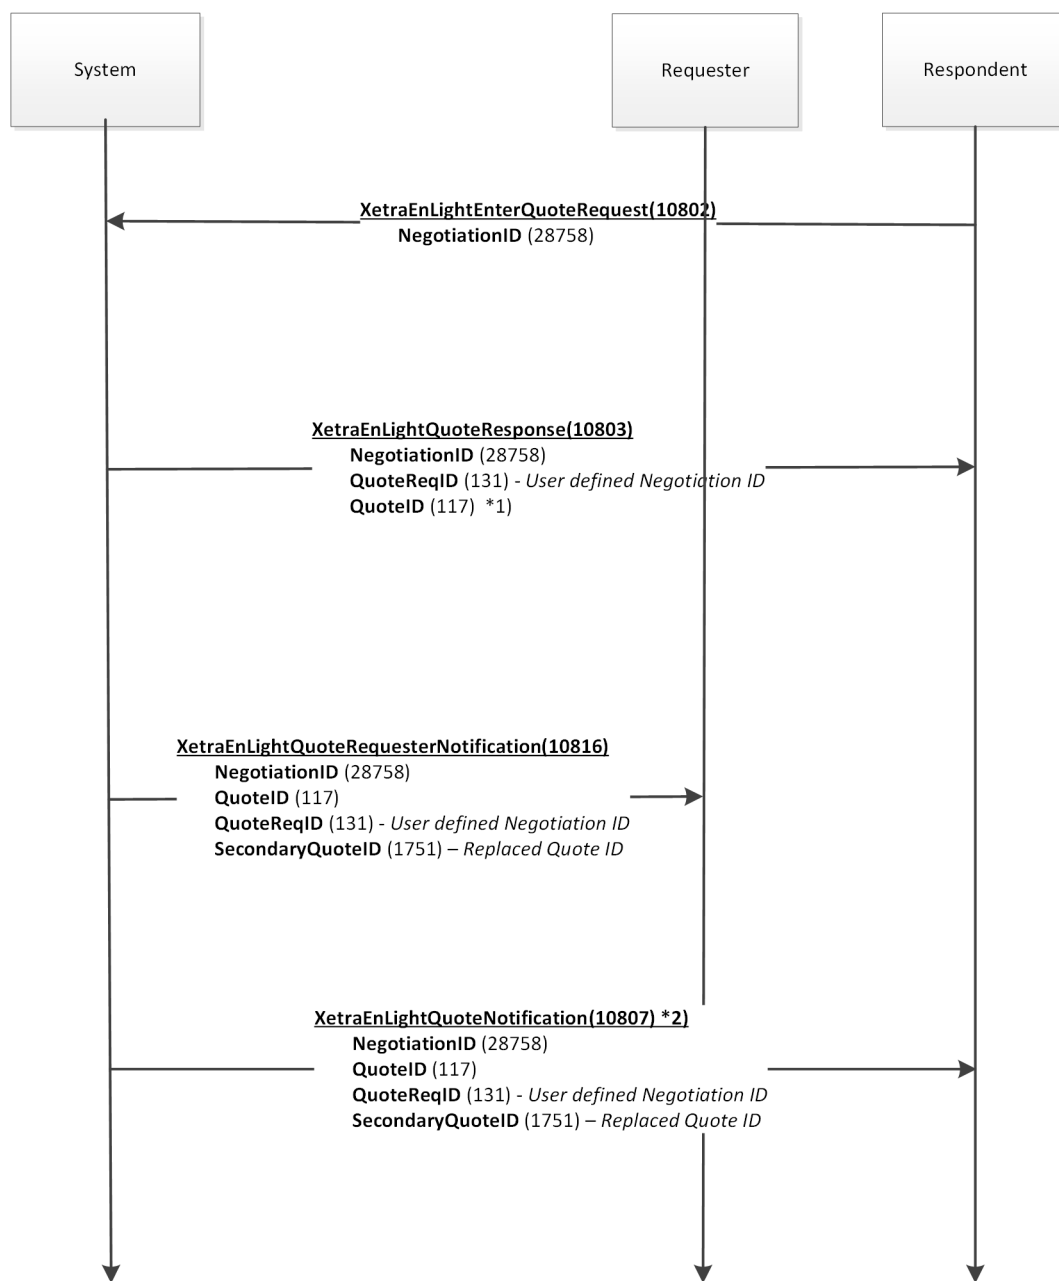 System
Requester
Respondent
XetraEnLightEnterQuoteRequest(10802)
NegotiationID (28758)
XetraEnLightQuoteResponse(10803)
NegotiationID (28758)
QuoteReqID (131) - User defined Negotiation ID
QuoteID (117)  *1)
XetraEnLightQuoteRequesterNotification(10816)
NegotiationID (28758)
QuoteID (117)
QuoteReqID (131) - User defined Negotiation ID
SecondaryQuoteID (1751) – Replaced Quote ID
XetraEnLightQuoteNotification(10807) *2)
NegotiationID (28758)
QuoteID (117)
QuoteReqID (131) - User defined Negotiation ID
SecondaryQuoteID (1751) – Replaced Quote ID